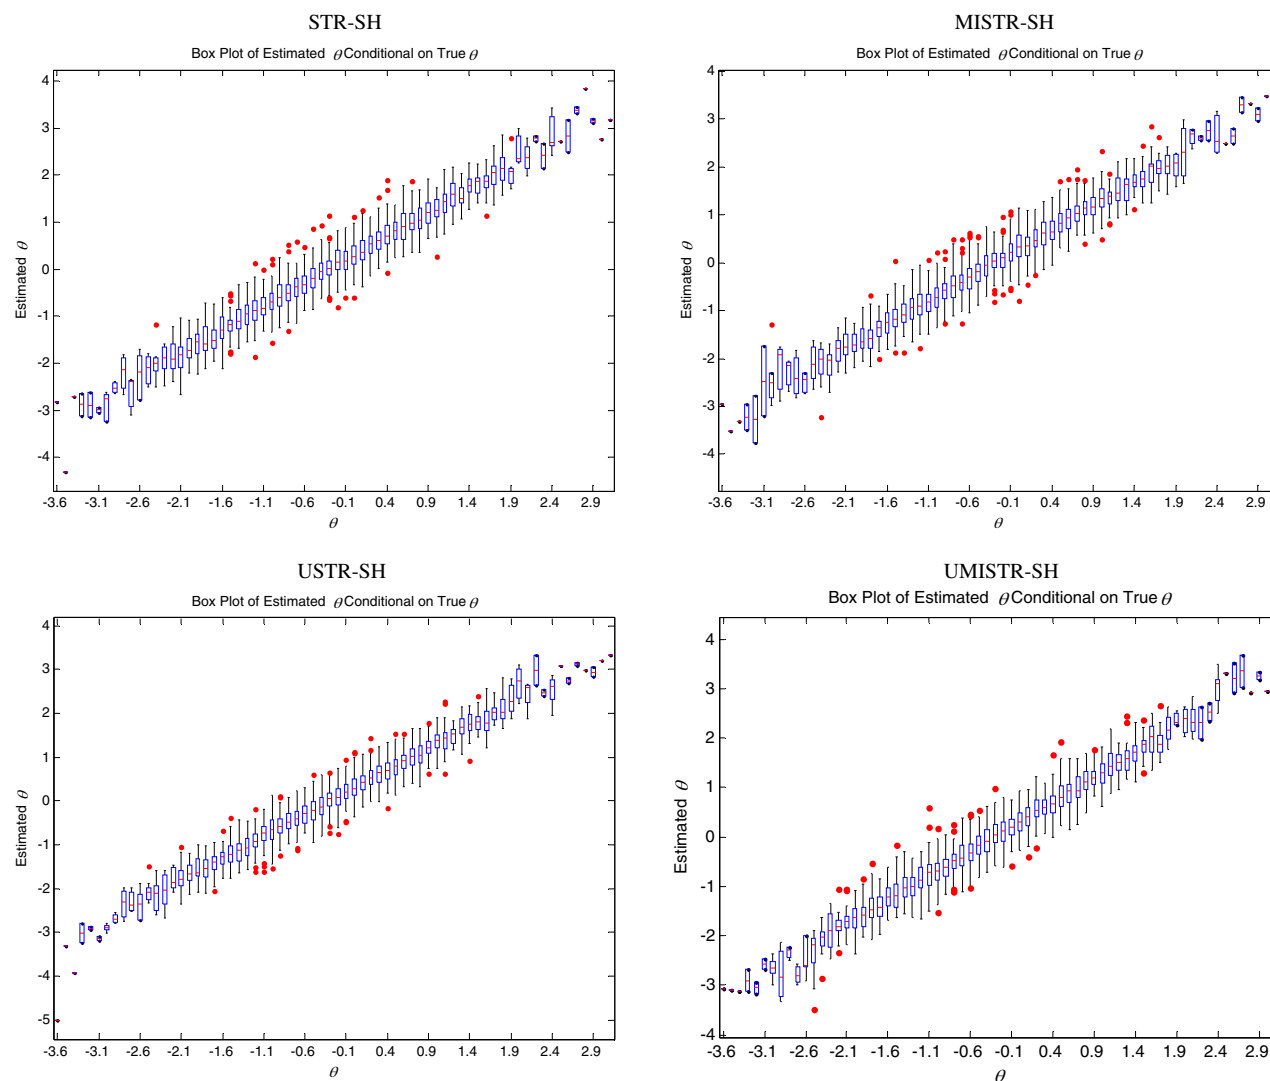 STR-SH
Box Plot of Estimated θ Conditional on True θ
4
3
2
1
0
-1
-2
-3
-4
Estimated θ
-3.6 -3.1 -2.6 -2.1 -1.6 -1.1 -0.6 -0.1 0.4 0.9 1.4 1.9 2.4 2.9
θ
MISTR-SH
Box Plot of Estimated θ Conditional on True θ
4
3
2
1
0
-1
-2
-3
-4
Estimated θ
-3.6 -3.1 -2.6 -2.1 -1.6 -1.1 -0.6 -0.1 0.4 0.9 1.4 1.9 2.4 2.9
θ
USTR-SH
Box Plot of Estimated θ Conditional on True θ
4
3
2
1
0
-1
-2
-3
-4
-5
Estimated θ
-3.6 -3.1 -2.6 -2.1 -1.6 -1.1 -0.6 -0.1 0.4 0.9 1.4 1.9 2.4 2.9
θ
UMISTR-SH
Box Plot of Estimated θ Conditional on True θ
4
3
2
1
0
-1
-2
-3
-4
Estimated θ
-3.6 -3.1 -2.6 -2.1 -1.6 -1.1 -0.6 -0.1 0.4 0.9 1.4 1.9 2.4 2.9
θ